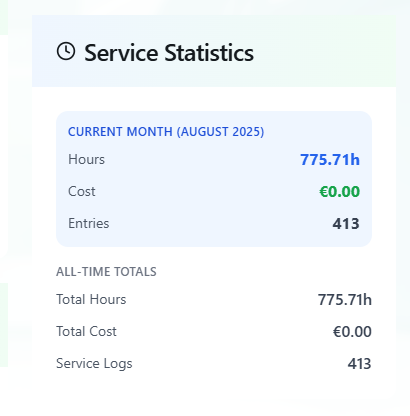 Service Statistics
CURRENT MONTH (AUGUST 2025)
Hours 775.71h
Cost €0.00
Entries 413
ALL-TIME TOTALS
Total Hours 775.71h
Total Cost €0.00
Service Logs 413